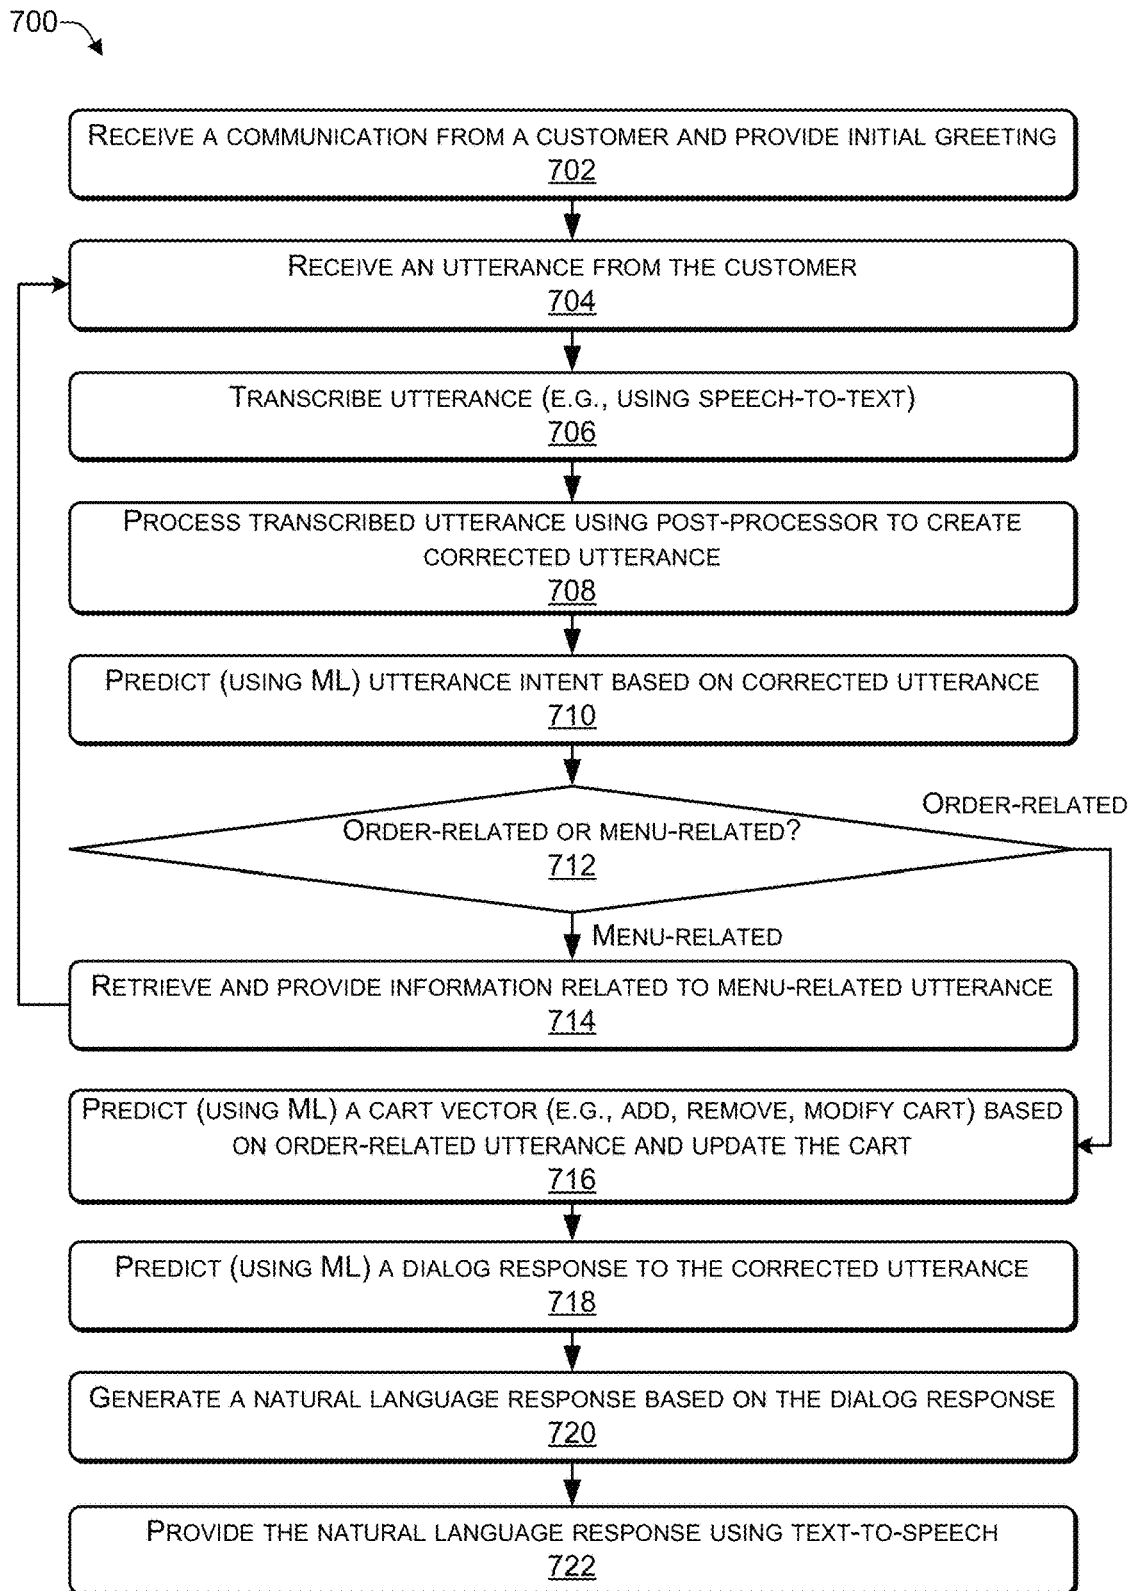 700
RECEIVE A COMMUNICATION FROM A CUSTOMER AND PROVIDE INITIAL GREETING
702
RECEIVE AN UTTERANCE FROM THE CUSTOMER
704
TRANSCRIBE UTTERANCE (E.G., USING SPEECH-TO-TEXT)
706
PROCESS TRANSCRIBED UTTERANCE USING POST-PROCESSOR TO CREATE
CORRECTED UTTERANCE
708
PREDICT (USING ML) UTTERANCE INTENT BASED ON CORRECTED UTTERANCE
710
ORDER-RELATED
ORDER-RELATED OR MENU-RELATED?
712
MENU-RELATED
RETRIEVE AND PROVIDE INFORMATION RELATED TO MENU-RELATED UTTERANCE
714
PREDICT (USING ML) A CART VECTOR (E.G., ADD, REMOVE, MODIFY CART) BASED
ON ORDER-RELATED UTTERANCE AND UPDATE THE CART
716
PREDICT (USING ML) A DIALOG RESPONSE TO THE CORRECTED UTTERANCE
718
GENERATE A NATURAL LANGUAGE RESPONSE BASED ON THE DIALOG RESPONSE
720
PROVIDE THE NATURAL LANGUAGE RESPONSE USING TEXT-TO-SPEECH
722